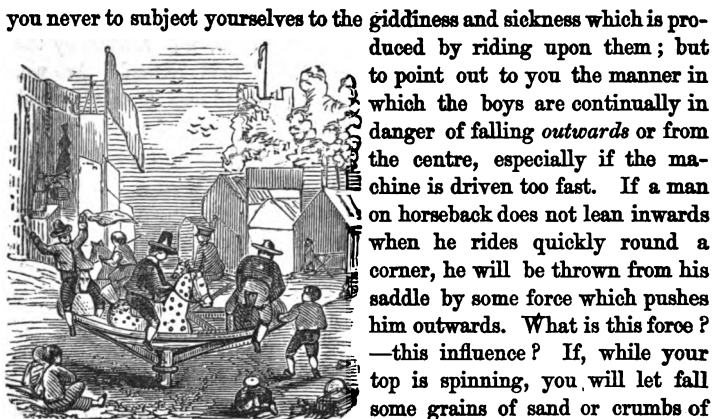 you never to subject yourselves to the giddiness and sickness which is pro-
duced by riding upon them ; but
to point out to you the manner in
which the boys are continually in
danger of falling outwards or from
the centre, especially if the ma-
chine is driven too fast. If a man
on horseback does not lean inwards
when he rides quickly round a
corner, he will be thrown from his
saddle by some force which pushes
him outwards. What is this force ?
—this influence ? If, while your
top is spinning, you will let fall
some grains of sand or crumbs of